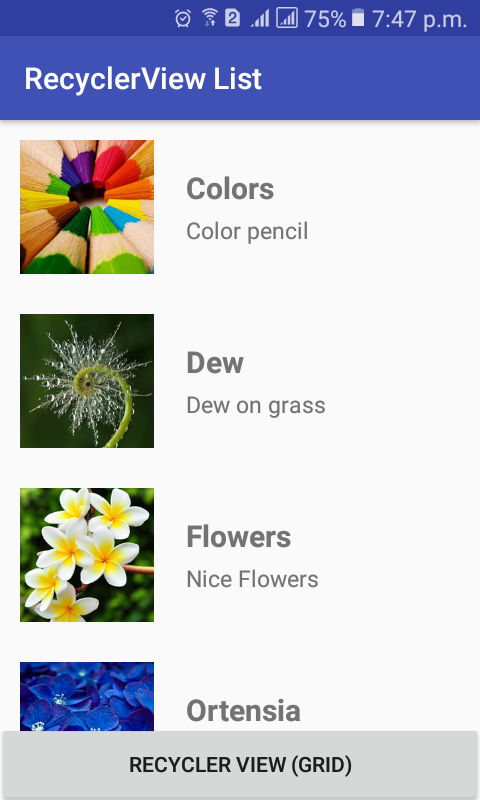 2 75% 7:47 p.m.
RecyclerView List
Colors
Color pencil
Dew
Dew on grass
Flowers
Nice Flowers
Ortensia
RECYCLER VIEW (GRID)